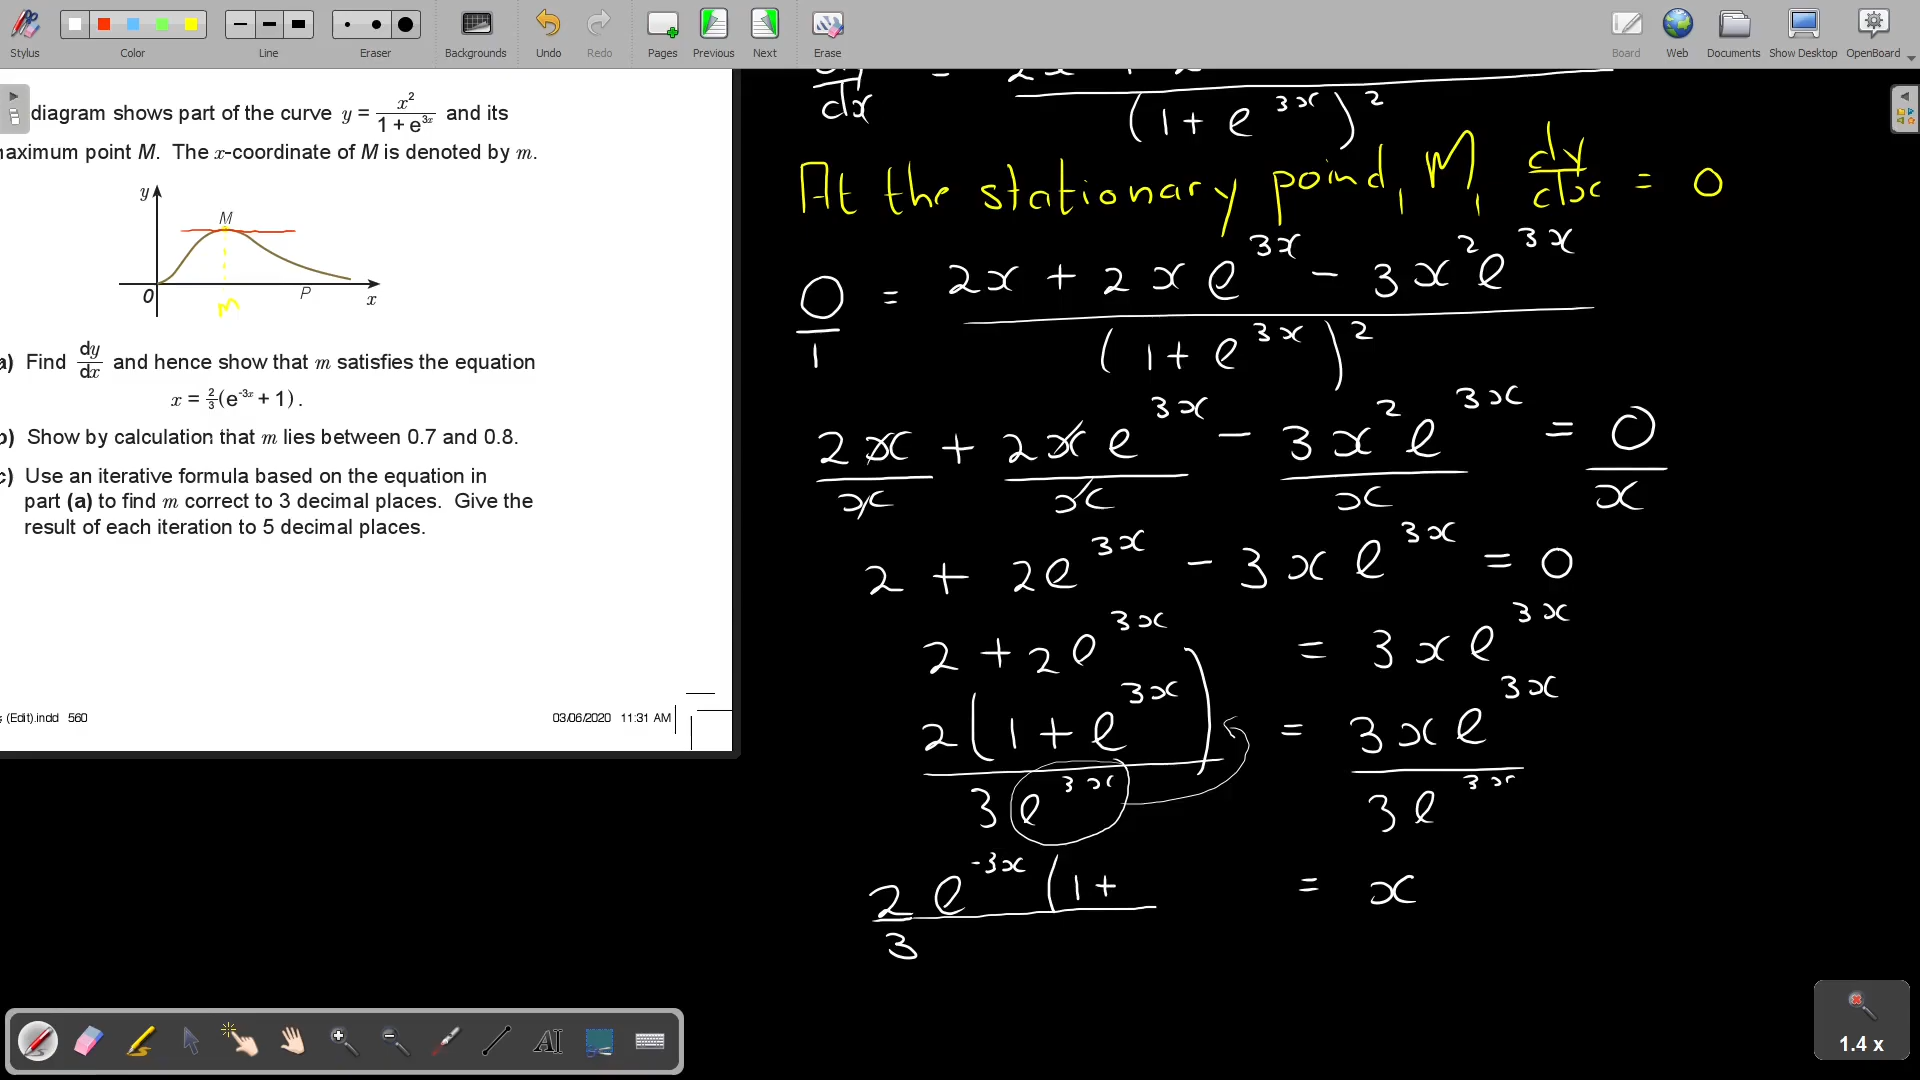 Stylus Color Line Eraser Backgrounds Undo Redo Pages Previous Next Erase Board Web Documents Show Desktop OpenBoard
diagram shows part of the curve y = x²/(1 + e³ˣ) and its
aximum point M. The x-coordinate of M is denoted by m.
y
M
O
P
x
m
a) Find dy/dx and hence show that m satisfies the equation
x = ⅔(e⁻³ˣ + 1).
b) Show by calculation that m lies between 0.7 and 0.8.
c) Use an iterative formula based on the equation in
part (a) to find m correct to 3 decimal places. Give the
result of each iteration to 5 decimal places.
(Edit).indd 560
03/06/2020 11:31 AM
(1 + e³ˣ)²
At the stationary point, M, dy/dx = 0
0/1 = (2x + 2xe³ˣ − 3x²e³ˣ)/(1 + e³ˣ)²
2x/x + 2xe³ˣ/x − 3x²e³ˣ/x = 0/x
2 + 2e³ˣ − 3xe³ˣ = 0
2 + 2e³ˣ = 3xe³ˣ
2(1 + e³ˣ)/3e³ˣ = 3xe³ˣ/3e³ˣ
2e⁻³ˣ(1+ /3 = x
1.4 x